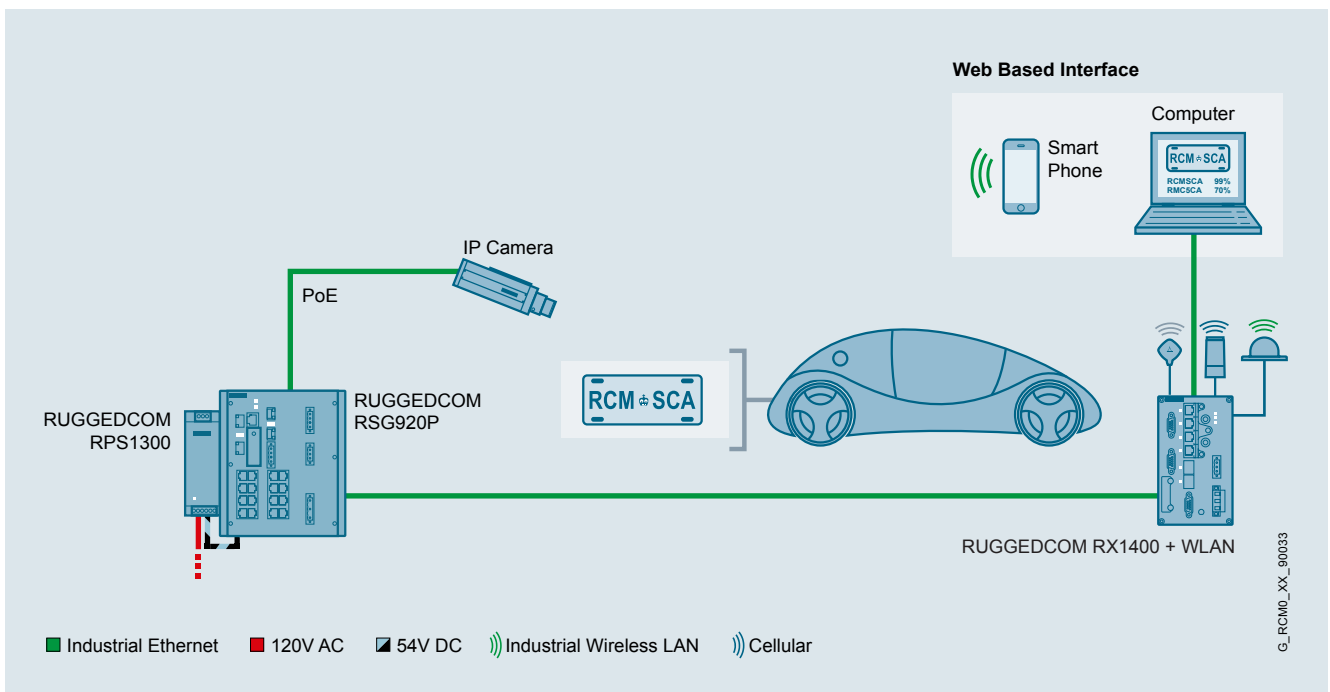 Web Based Interface
Computer
Smart
Phone
RCM SCA
RCMSCA 99%
RMC5CA 70%
IP Camera
PoE
RUGGEDCOM
RPS1300
RUGGEDCOM
RSG920P
RCM SCA
RUGGEDCOM RX1400 + WLAN
G_RCM0_XX_90033
Industrial Ethernet
120V AC
54V DC
Industrial Wireless LAN
Cellular